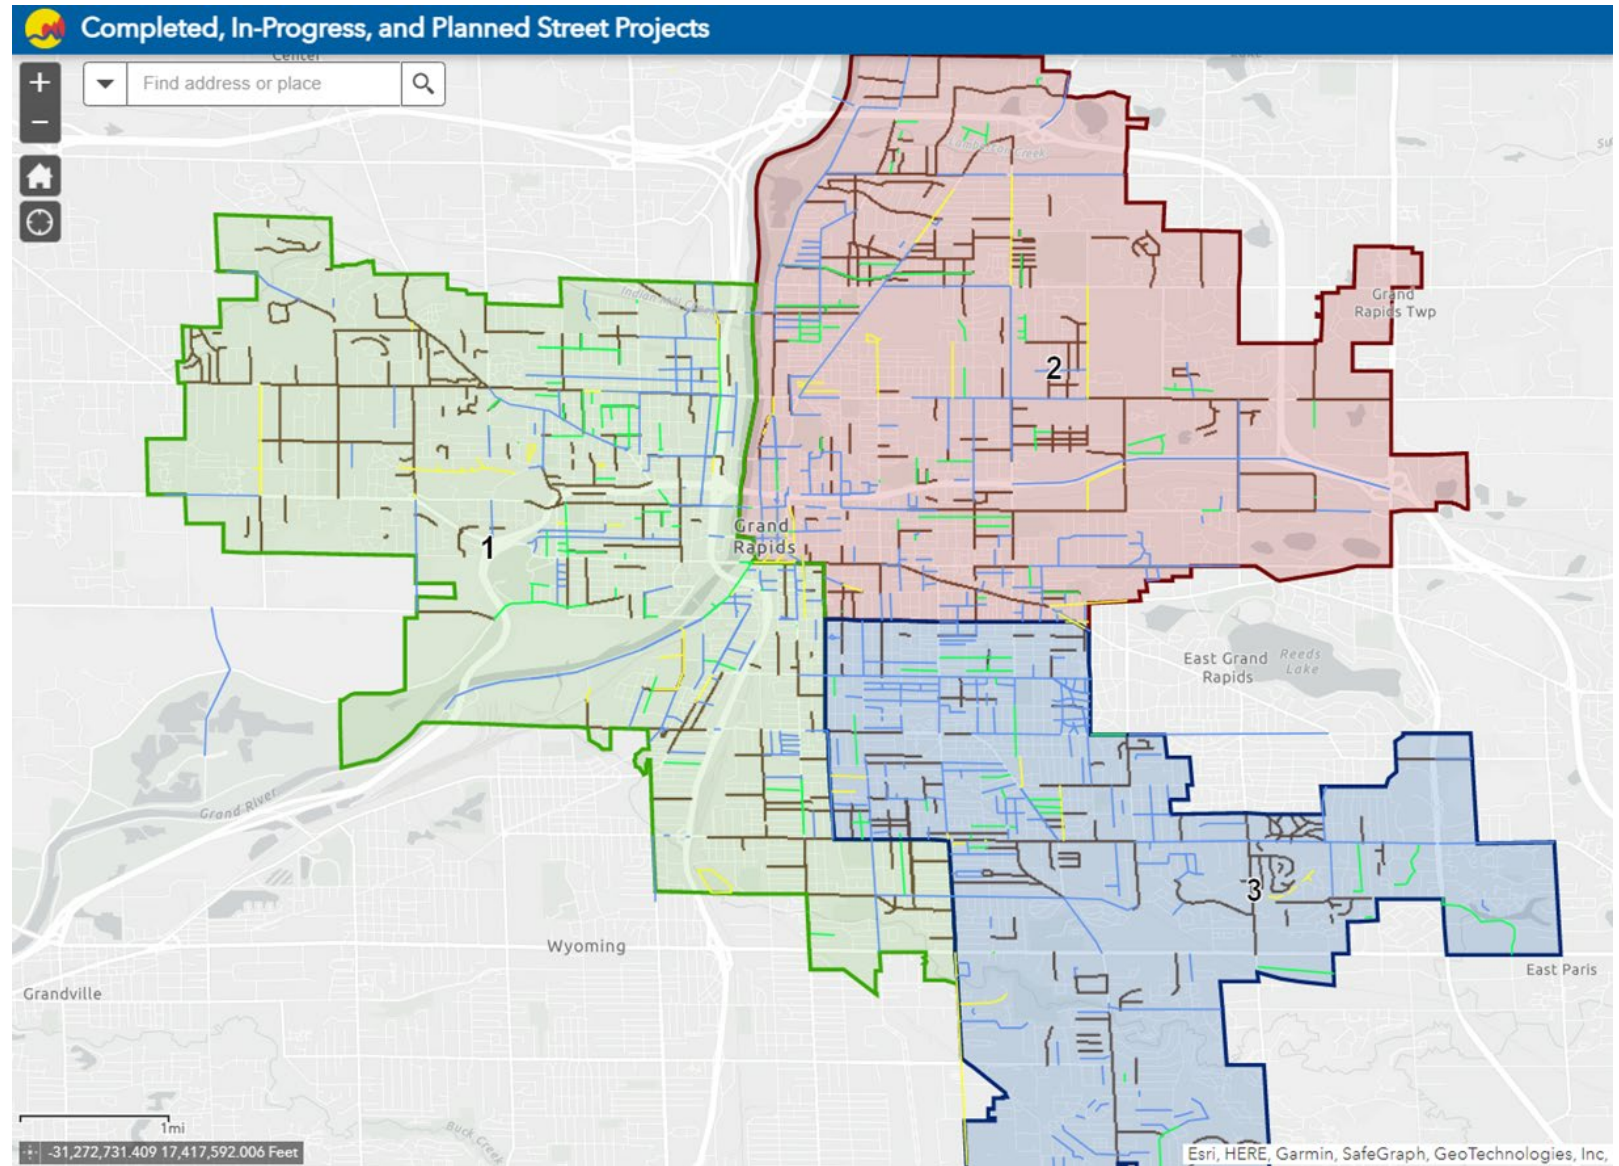 Completed, In-Progress, and Planned Street Projects
+
Find address or place
−
Lamberton Creek
Indian Mill Creek
Grand
Rapids Twp
2
Grand
Rapids
1
East Grand
Rapids
Reeds
Lake
Grand River
3
Wyoming
East Paris
Grandville
1mi
Buck Creek
-31,272,731.409 17,417,592.006 Feet
Esri, HERE, Garmin, SafeGraph, GeoTechnologies, Inc,